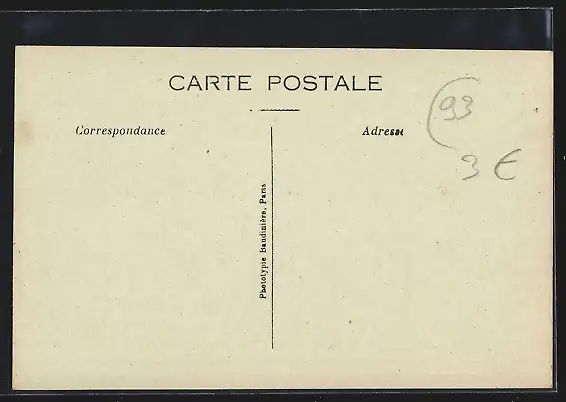 CARTE POSTALE
(93
Correspondance
Adresse
3 €
Phototypie Baudinière, Paris